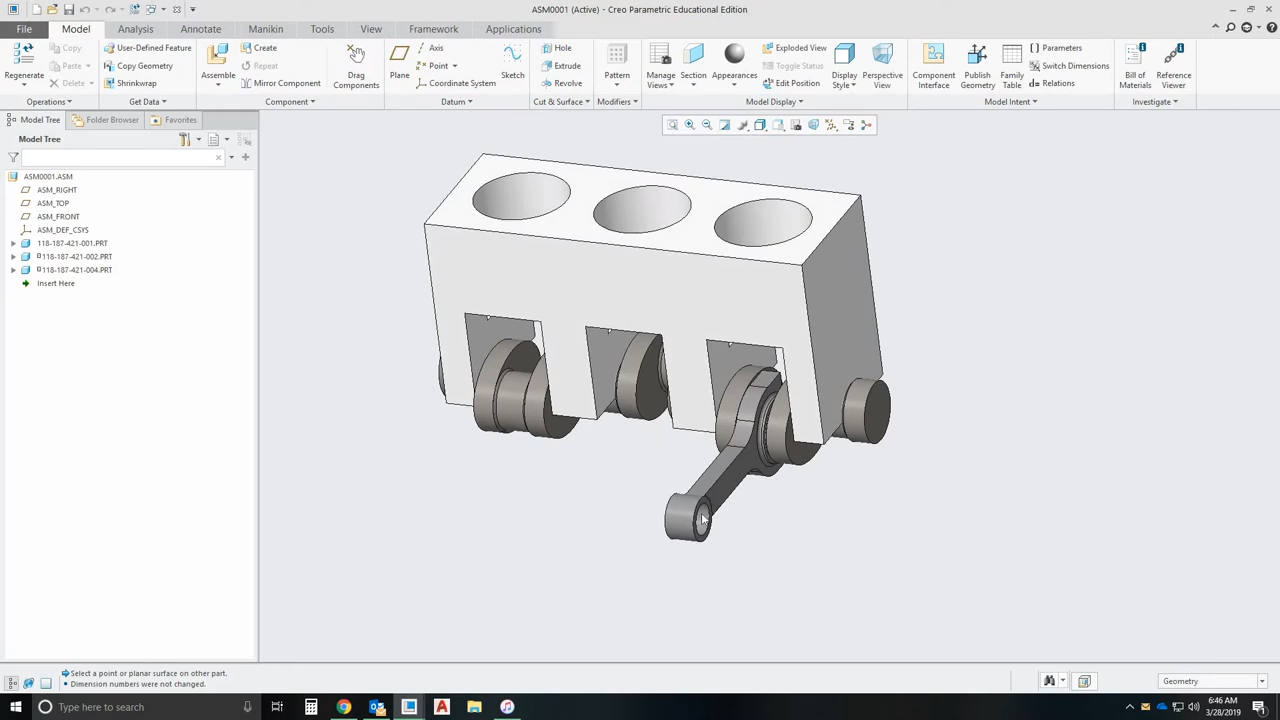 ASM0001 (Active) - Creo Parametric Educational Edition
File Model Analysis Annotate Manikin Tools View Framework Applications
Regenerate
Copy
Paste
Delete
Operations
User-Defined Feature
Copy Geometry
Shrinkwrap
Get Data
Assemble
Create
Repeat
Mirror Component
Component
Drag Components
Plane
Axis
Point
Coordinate System
Sketch
Datum
Hole
Extrude
Revolve
Cut & Surface
Pattern
Modifiers
Manage Views
Section
Appearances
Exploded View
Toggle Status
Edit Position
Display Style
Perspective View
Model Display
Component Interface
Publish Geometry
Family Table
Parameters
Switch Dimensions
Relations
Model Intent
Bill of Materials
Reference Viewer
Investigate
Model Tree Folder Browser Favorites
Model Tree
ASM0001.ASM
ASM_RIGHT
ASM_TOP
ASM_FRONT
ASM_DEF_CSYS
118-187-421-001.PRT
118-187-421-002.PRT
118-187-421-004.PRT
Insert Here
Select a point or planar surface on other part.
Dimension numbers were not changed.
Geometry
Type here to search
6:46 AM
3/28/2019